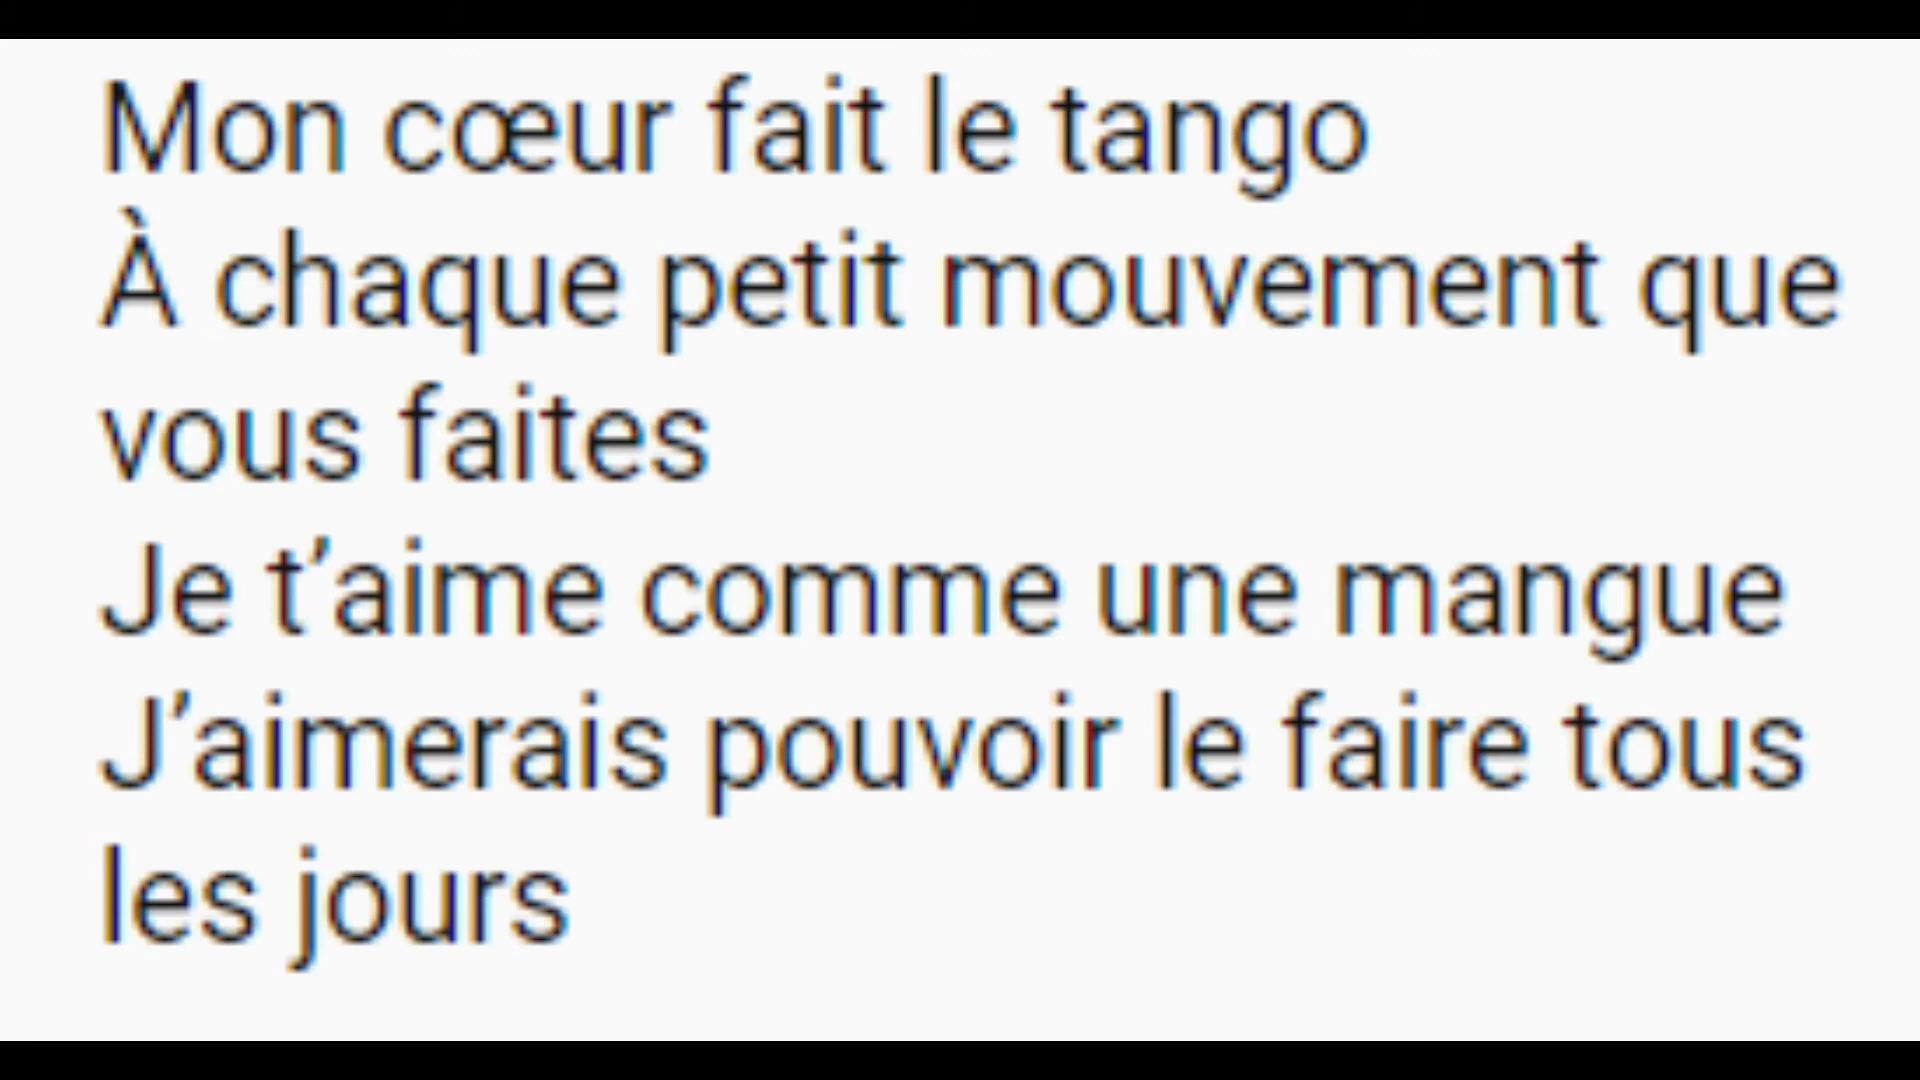 Mon cœur fait le tango
À chaque petit mouvement que
vous faites
Je t’aime comme une mangue
J’aimerais pouvoir le faire tous
les jours